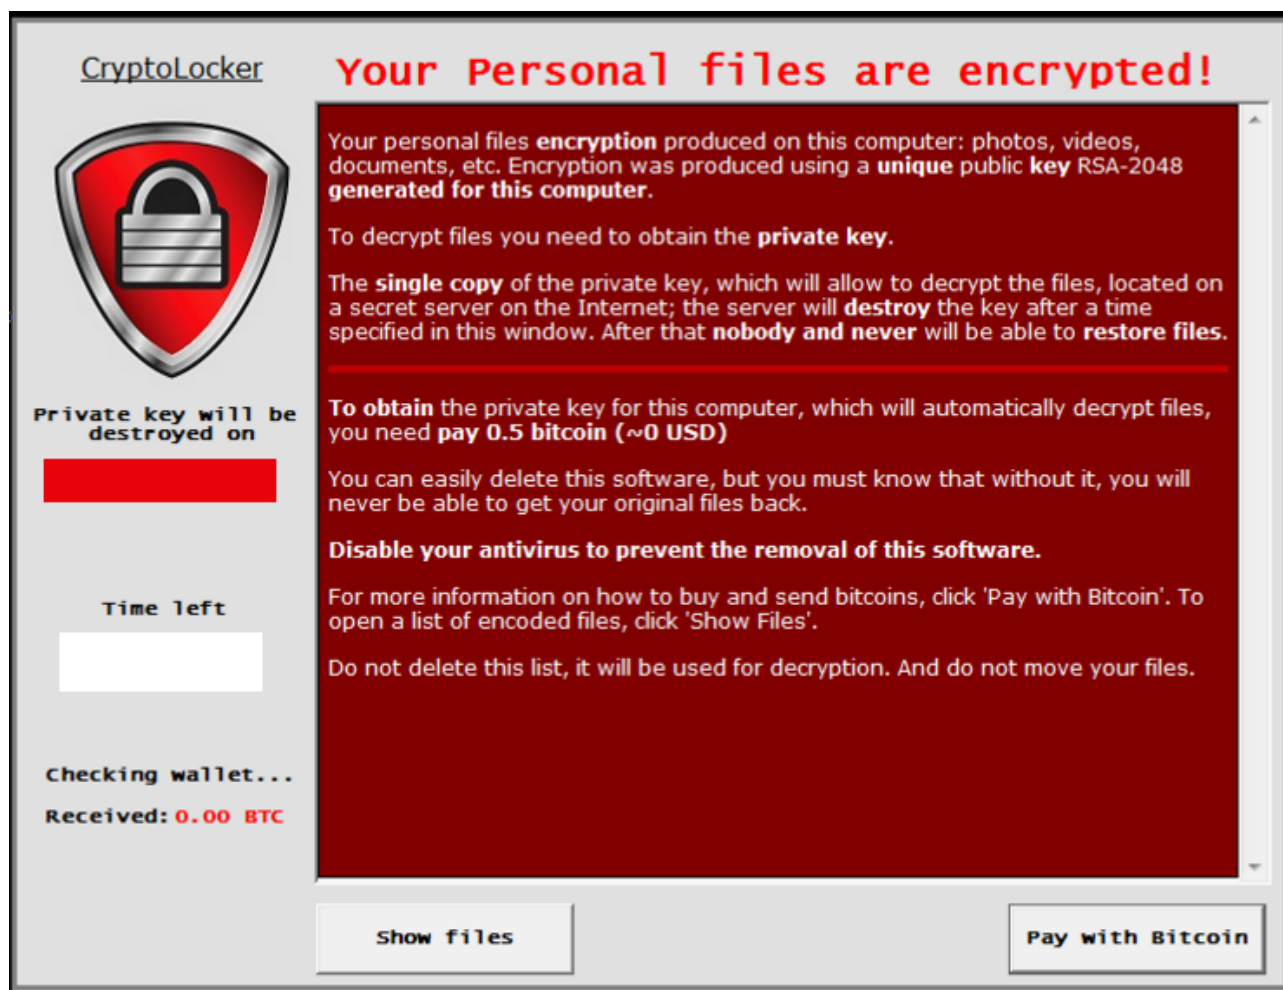 CryptoLocker
Your Personal files are encrypted!
Your personal files encryption produced on this computer: photos, videos,
documents, etc. Encryption was produced using a unique public key RSA-2048
generated for this computer.
To decrypt files you need to obtain the private key.
The single copy of the private key, which will allow to decrypt the files, located on
a secret server on the Internet; the server will destroy the key after a time
specified in this window. After that nobody and never will be able to restore files.
To obtain the private key for this computer, which will automatically decrypt files,
you need pay 0.5 bitcoin (~0 USD)
You can easily delete this software, but you must know that without it, you will
never be able to get your original files back.
Disable your antivirus to prevent the removal of this software.
For more information on how to buy and send bitcoins, click 'Pay with Bitcoin'. To
open a list of encoded files, click 'Show Files'.
Do not delete this list, it will be used for decryption. And do not move your files.
Private key will be
destroyed on
Time left
Checking wallet...
Received: 0.00 BTC
Show files
Pay with Bitcoin